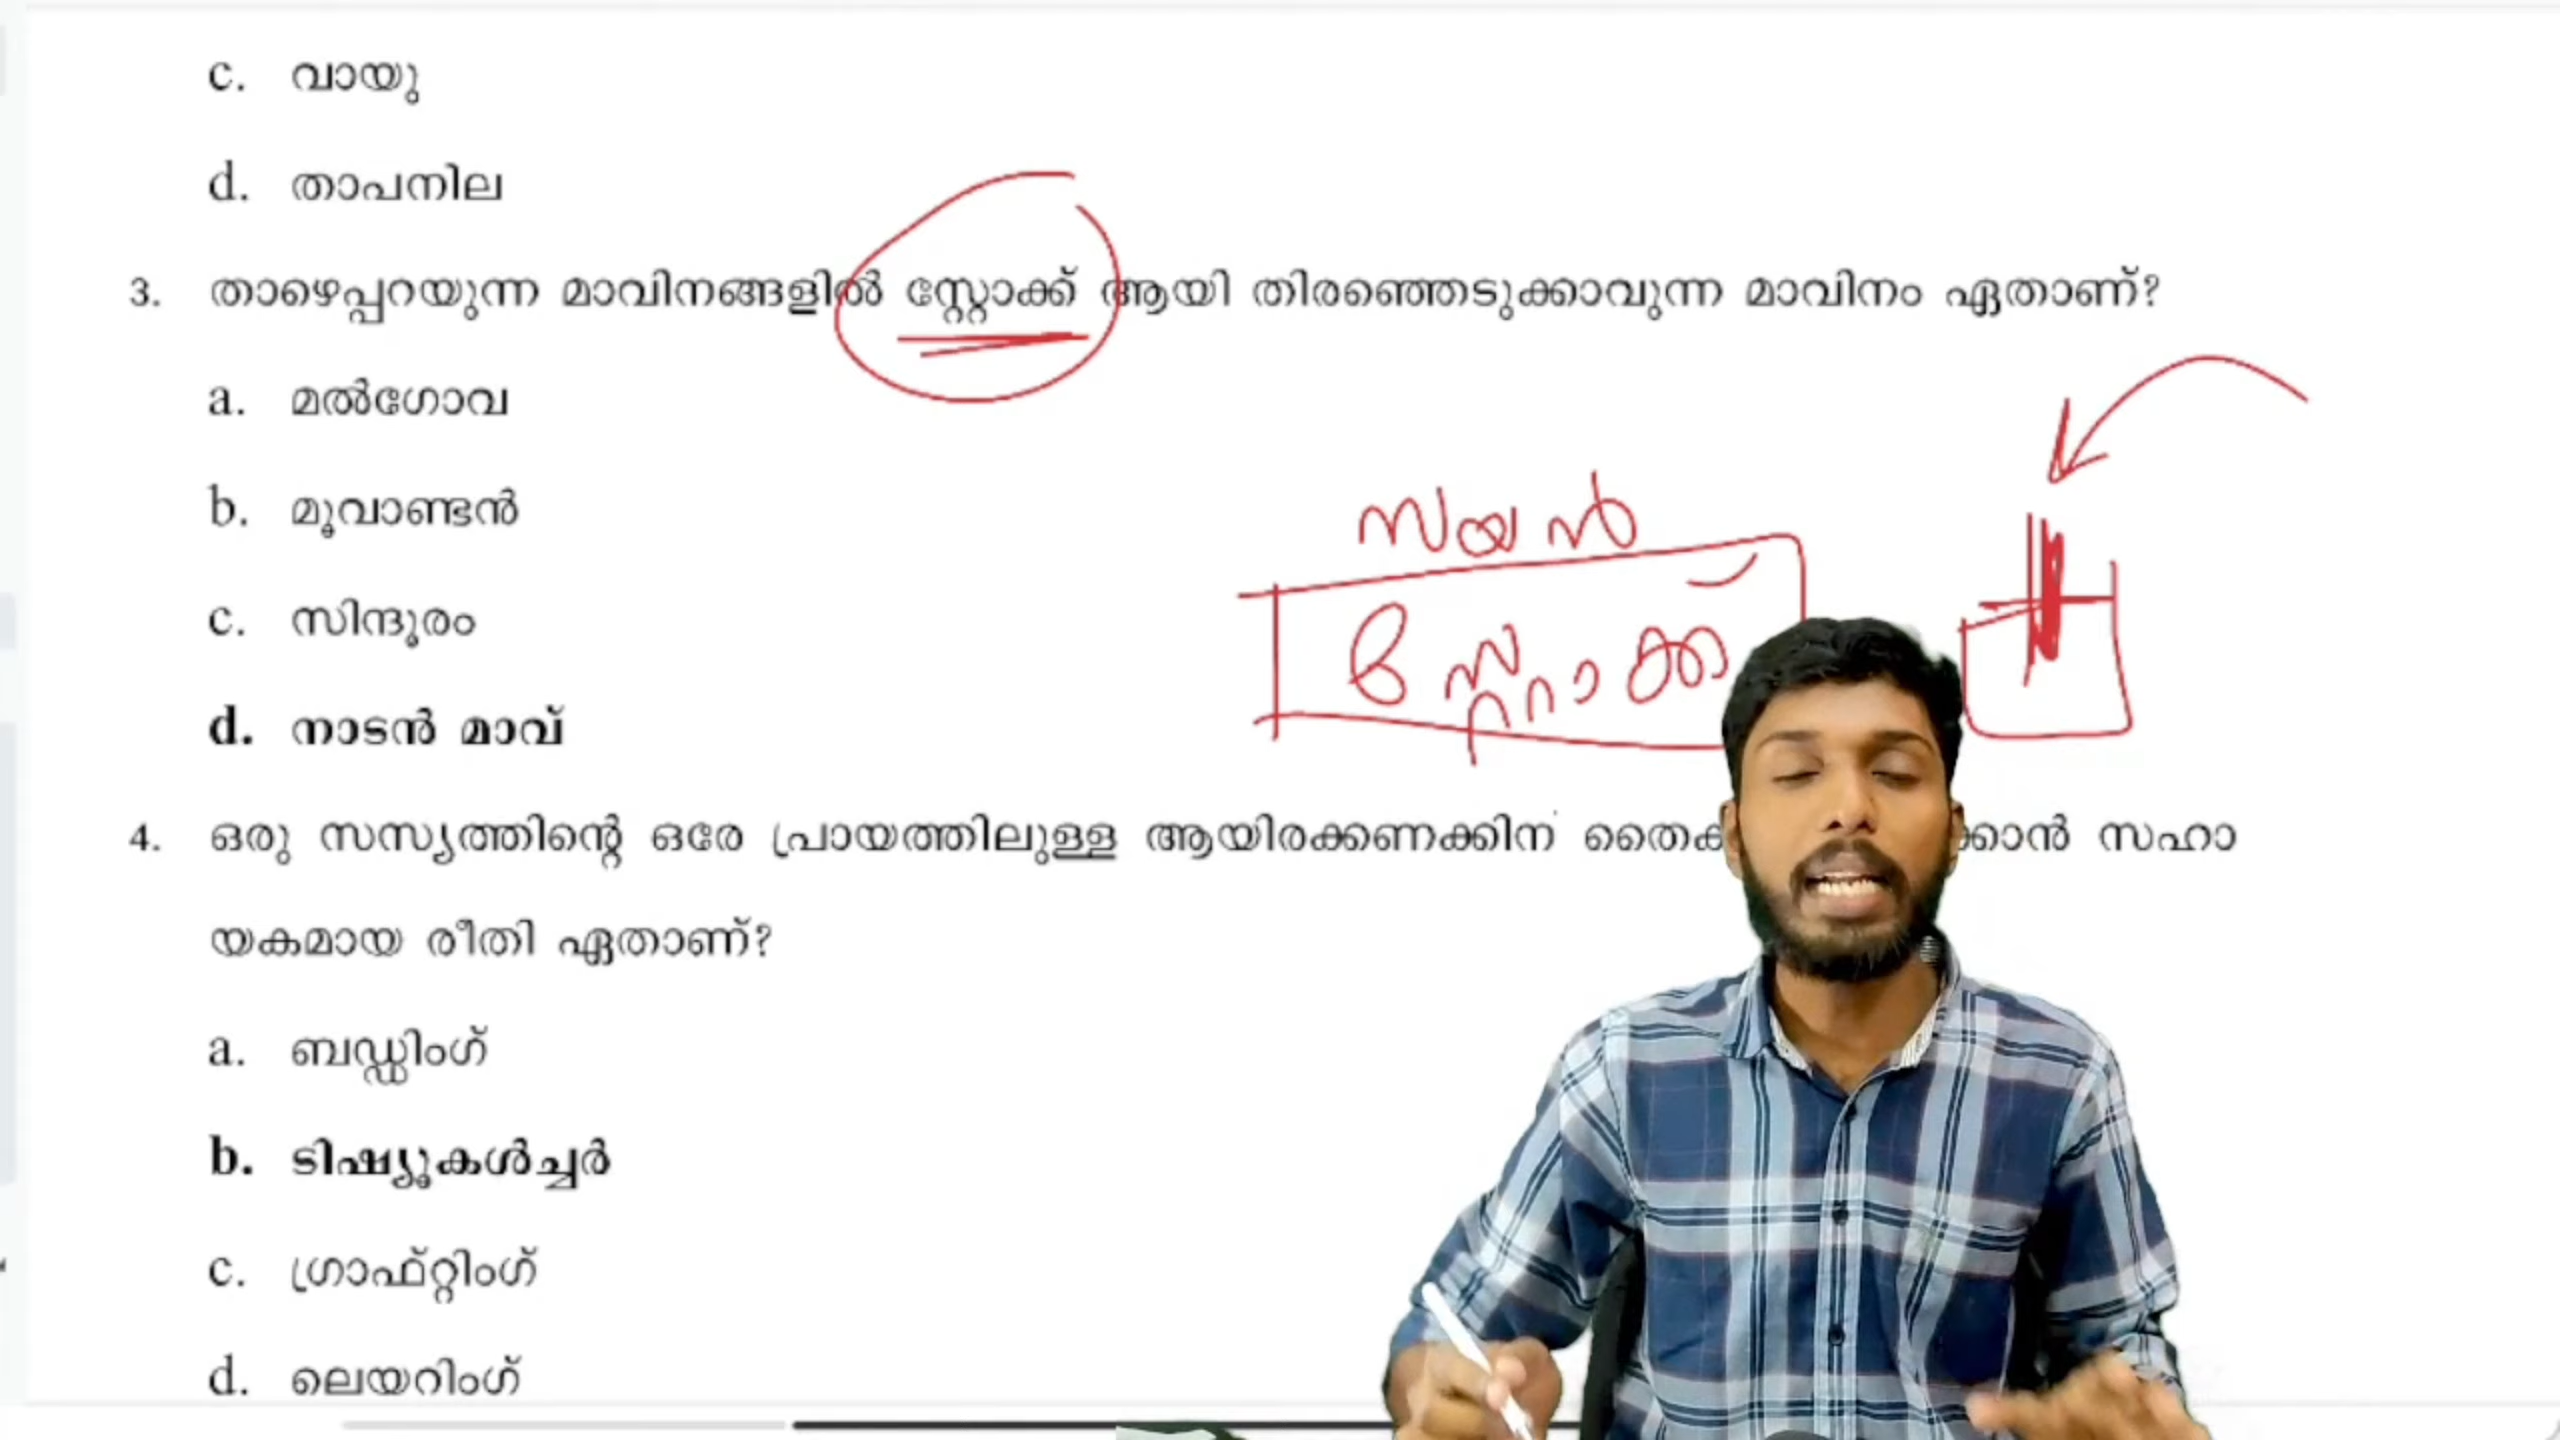 c. വായു
d. താപനില
3. താഴെപ്പറയുന്ന മാവിനങ്ങളിൽ സ്റ്റോക്ക് ആയി തിരഞ്ഞെടുക്കാവുന്ന മാവിനം ഏതാണ്?
a. മൽഗോവ
b. മൂവാണ്ടൻ
സയൻ
c. സിന്ദൂരം
സ്റ്റോക്ക്
d. നാടൻ മാവ്
4. ഒരു സസ്യത്തിന്റെ ഒരേ പ്രായത്തിലുള്ള ആയിരക്കണക്കിന് സഹാ
യകമായ രീതി ഏതാണ്?
a. ബഡ്ഡിംഗ്
b. ടിഷ്യൂകൾച്ചർ
c. ഗ്രാഫ്റ്റിംഗ്
d. ലെയറിംഗ്